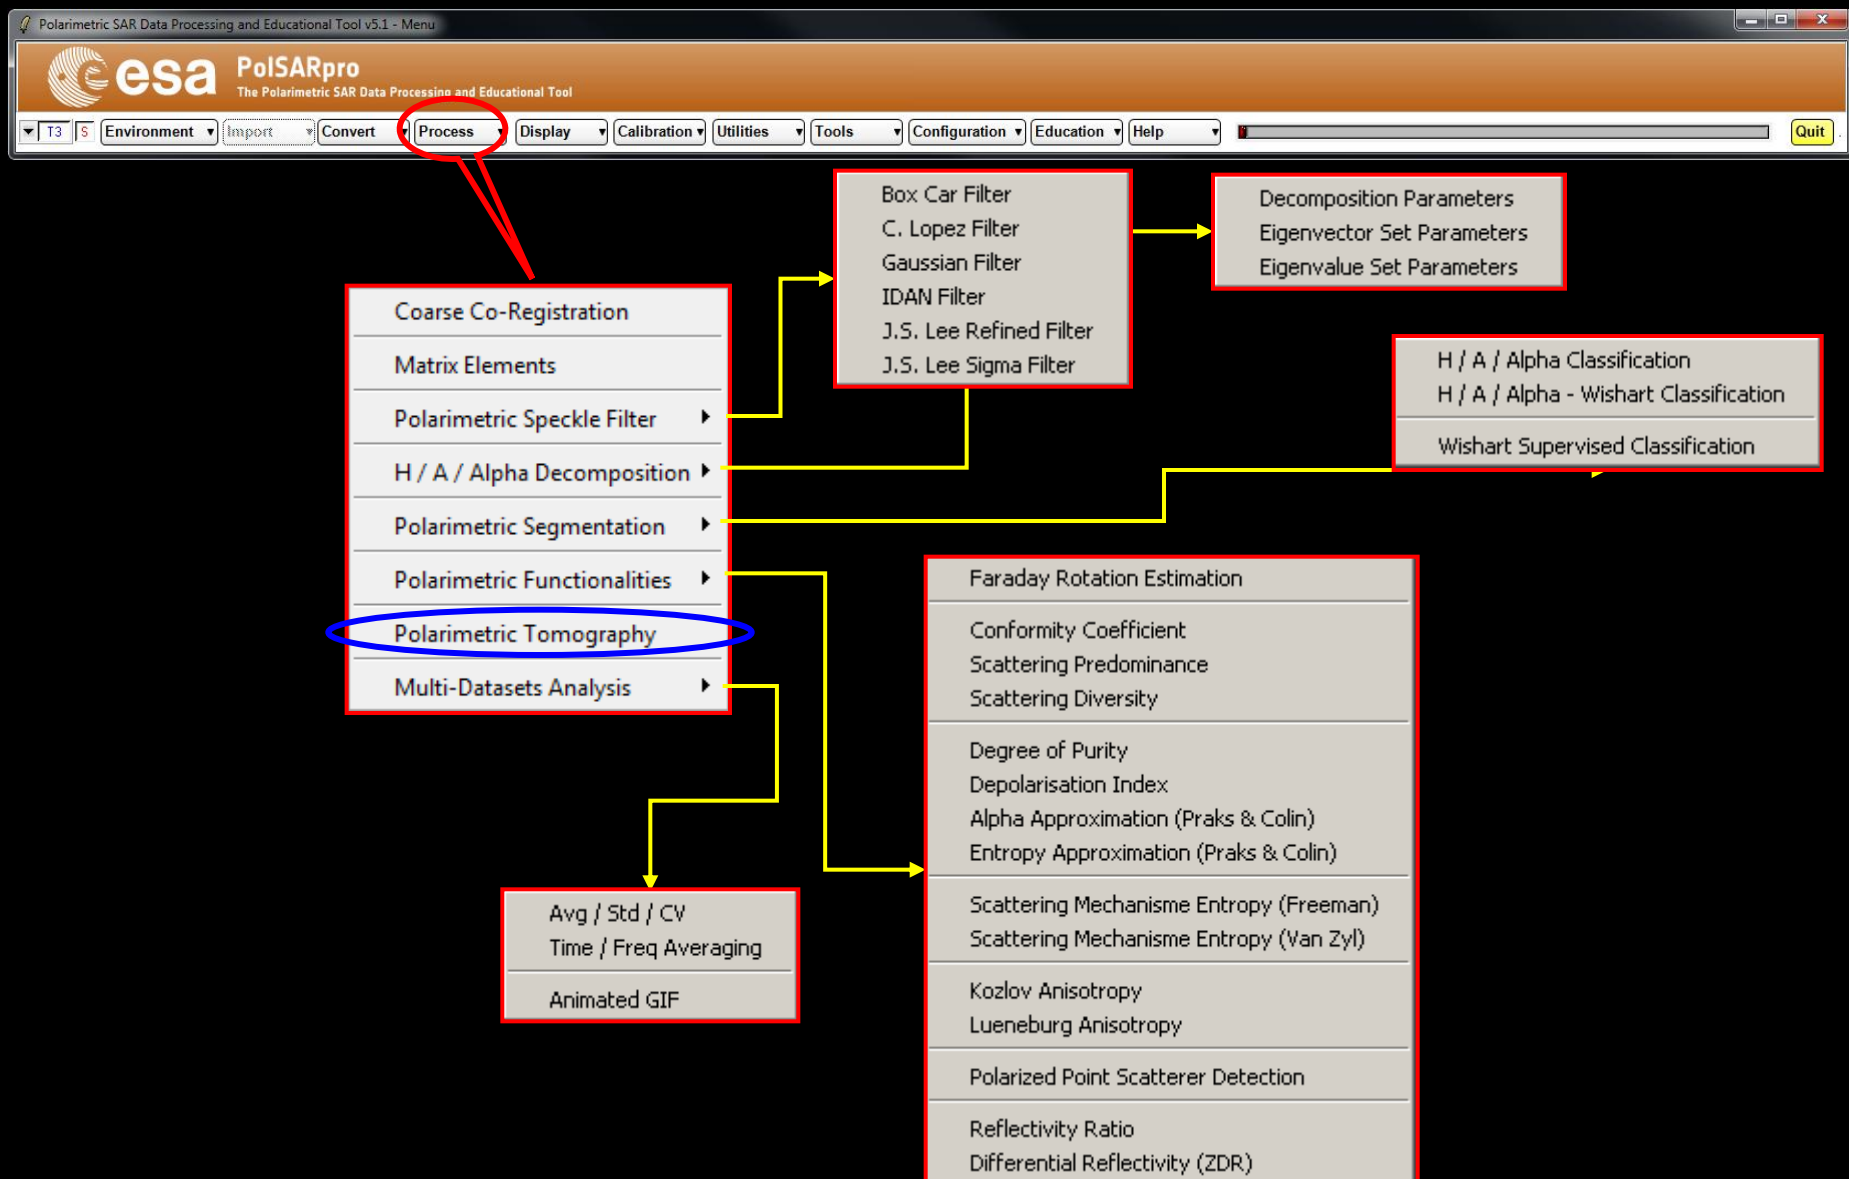 Polarimetric SAR Data Processing and Educational Tool v5.1 - Menu
esa
PolSARpro
The Polarimetric SAR Data Processing and Educational Tool
T3 S Environment Import Convert Process Display Calibration Utilities Tools Configuration Education Help Quit
Coarse Co-Registration
Matrix Elements
Polarimetric Speckle Filter
H / A / Alpha Decomposition
Polarimetric Segmentation
Polarimetric Functionalities
Polarimetric Tomography
Multi-Datasets Analysis
Box Car Filter
C. Lopez Filter
Gaussian Filter
IDAN Filter
J.S. Lee Refined Filter
J.S. Lee Sigma Filter
Decomposition Parameters
Eigenvector Set Parameters
Eigenvalue Set Parameters
H / A / Alpha Classification
H / A / Alpha - Wishart Classification
Wishart Supervised Classification
Faraday Rotation Estimation
Conformity Coefficient
Scattering Predominance
Scattering Diversity
Degree of Purity
Depolarisation Index
Alpha Approximation (Praks & Colin)
Entropy Approximation (Praks & Colin)
Scattering Mechanisme Entropy (Freeman)
Scattering Mechanisme Entropy (Van Zyl)
Kozlov Anisotropy
Lueneburg Anisotropy
Polarized Point Scatterer Detection
Reflectivity Ratio
Differential Reflectivity (ZDR)
Avg / Std / CV
Time / Freq Averaging
Animated GIF